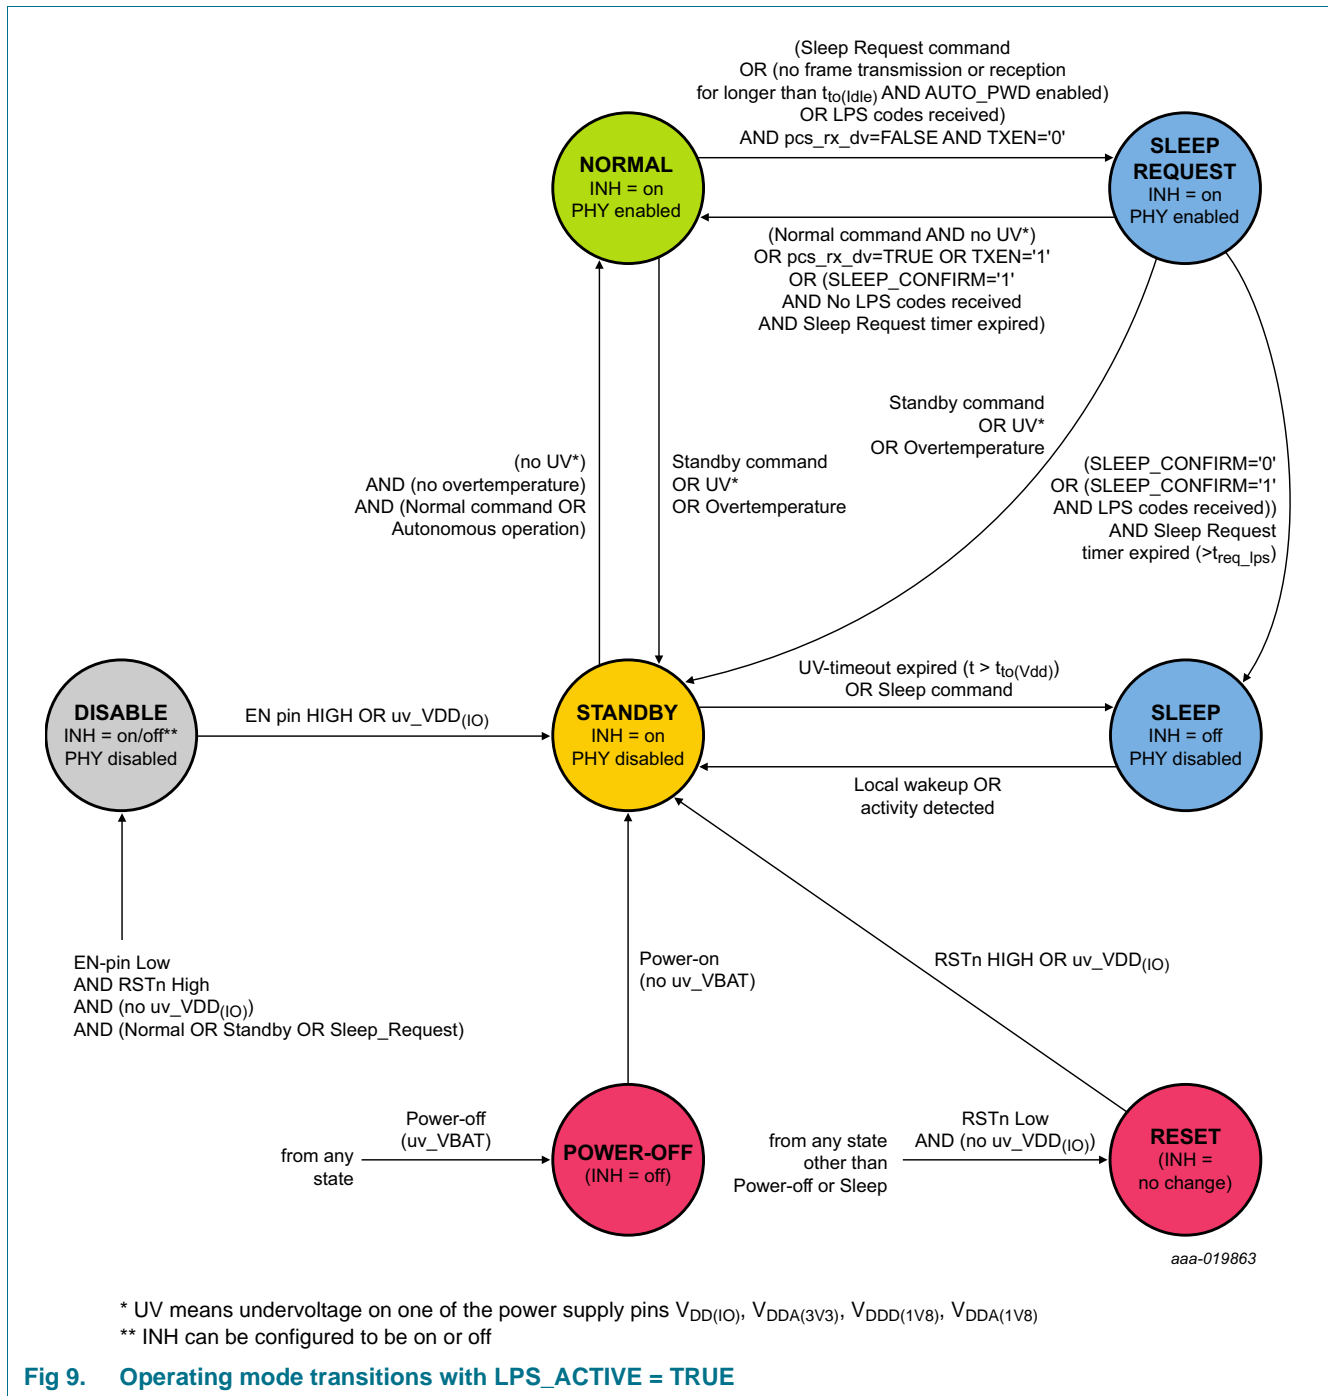 (Sleep Request command
OR (no frame transmission or reception
for longer than t_to(Idle) AND AUTO_PWD enabled)
OR LPS codes received)
AND pcs_rx_dv=FALSE AND TXEN='0'
NORMAL
INH = on
PHY enabled
SLEEP
REQUEST
INH = on
PHY enabled
(Normal command AND no UV*)
OR pcs_rx_dv=TRUE OR TXEN='1'
OR (SLEEP_CONFIRM='1'
AND No LPS codes received
AND Sleep Request timer expired)
Standby command
OR UV*
OR Overtemperature
(no UV*)
AND (no overtemperature)
AND (Normal command OR
Autonomous operation)
Standby command
OR UV*
OR Overtemperature
(SLEEP_CONFIRM='0'
OR (SLEEP_CONFIRM='1'
AND LPS codes received))
AND Sleep Request
timer expired (>t_req_lps)
DISABLE
INH = on/off**
PHY disabled
EN pin HIGH OR uv_VDD(IO)
STANDBY
INH = on
PHY disabled
UV-timeout expired (t > t_to(Vdd))
OR Sleep command
SLEEP
INH = off
PHY disabled
Local wakeup OR
activity detected
EN-pin Low
AND RSTn High
AND (no uv_VDD(IO))
AND (Normal OR Standby OR Sleep_Request)
Power-on
(no uv_VBAT)
RSTn HIGH OR uv_VDD(IO)
from any
state
Power-off
(uv_VBAT)
POWER-OFF
(INH = off)
from any state
other than
Power-off or Sleep
RSTn Low
AND (no uv_VDD(IO))
RESET
(INH =
no change)
aaa-019863
* UV means undervoltage on one of the power supply pins VDD(IO), VDDA(3V3), VDDD(1V8), VDDA(1V8)
** INH can be configured to be on or off
Fig 9. Operating mode transitions with LPS_ACTIVE = TRUE